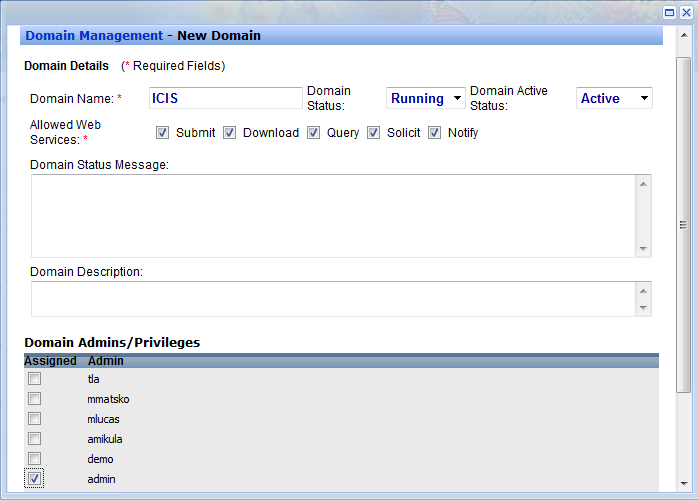 Domain Management - New Domain
Domain Details (* Required Fields)
Domain Name: * ICIS Domain Status: Running Domain Active Status: Active
Allowed Web Services: * Submit Download Query Solicit Notify
Domain Status Message:
Domain Description:
Domain Admins/Privileges
Assigned Admin
tla
mmatsko
mlucas
amikula
demo
admin